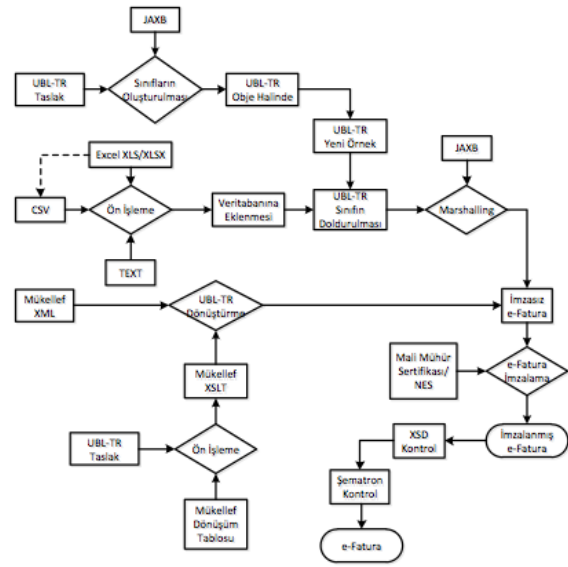 JAXB
UBL-TR
Taslak
Sınıfların
Oluşturulması
UBL-TR
Obje Halinde
UBL-TR
Yeni Örnek
JAXB
Excel XLS/XLSX
CSV
Ön İşleme
Veritabanına
Eklenmesi
UBL-TR
Sınıfın
Doldurulması
Marshalling
TEXT
Mükellef
XML
UBL-TR
Dönüştürme
İmzasız
e-Fatura
Mükellef
XSLT
Mali Mühür
Sertifikası/
NES
e-Fatura
İmzalama
UBL-TR
Taslak
Ön İşleme
XSD
Kontrol
İmzalanmış
e-Fatura
Mükellef
Dönüşüm
Tablosu
Şematron
Kontrol
e-Fatura